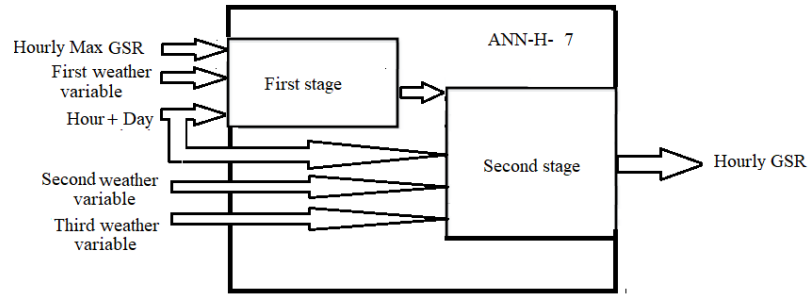 ANN-H- 7
Hourly Max GSR
First weather
variable
Hour + Day
First stage
Second weather
variable
Third weather
variable
Second stage
Hourly GSR